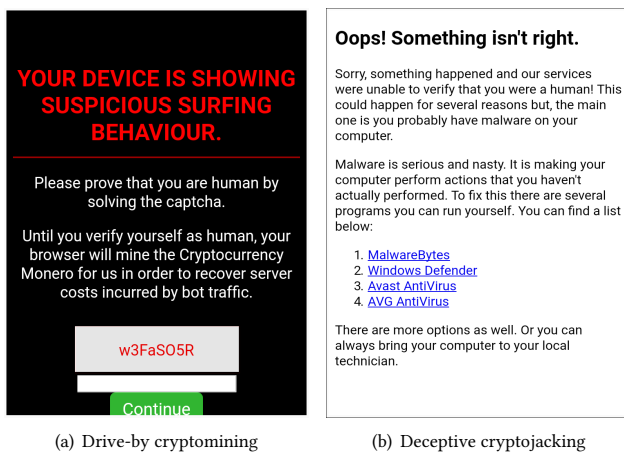 YOUR DEVICE IS SHOWING
SUSPICIOUS SURFING
BEHAVIOUR.
Please prove that you are human by
solving the captcha.
Until you verify yourself as human, your
browser will mine the Cryptocurrency
Monero for us in order to recover server
costs incurred by bot traffic.
w3FaSO5R
Continue
(a) Drive-by cryptomining
Oops! Something isn't right.
Sorry, something happened and our services
were unable to verify that you were a human! This
could happen for several reasons but, the main
one is you probably have malware on your
computer.
Malware is serious and nasty. It is making your
computer perform actions that you haven't
actually performed. To fix this there are several
programs you can run yourself. You can find a list
below:
1. MalwareBytes
2. Windows Defender
3. Avast AntiVirus
4. AVG AntiVirus
There are more options as well. Or you can
always bring your computer to your local
technician.
(b) Deceptive cryptojacking